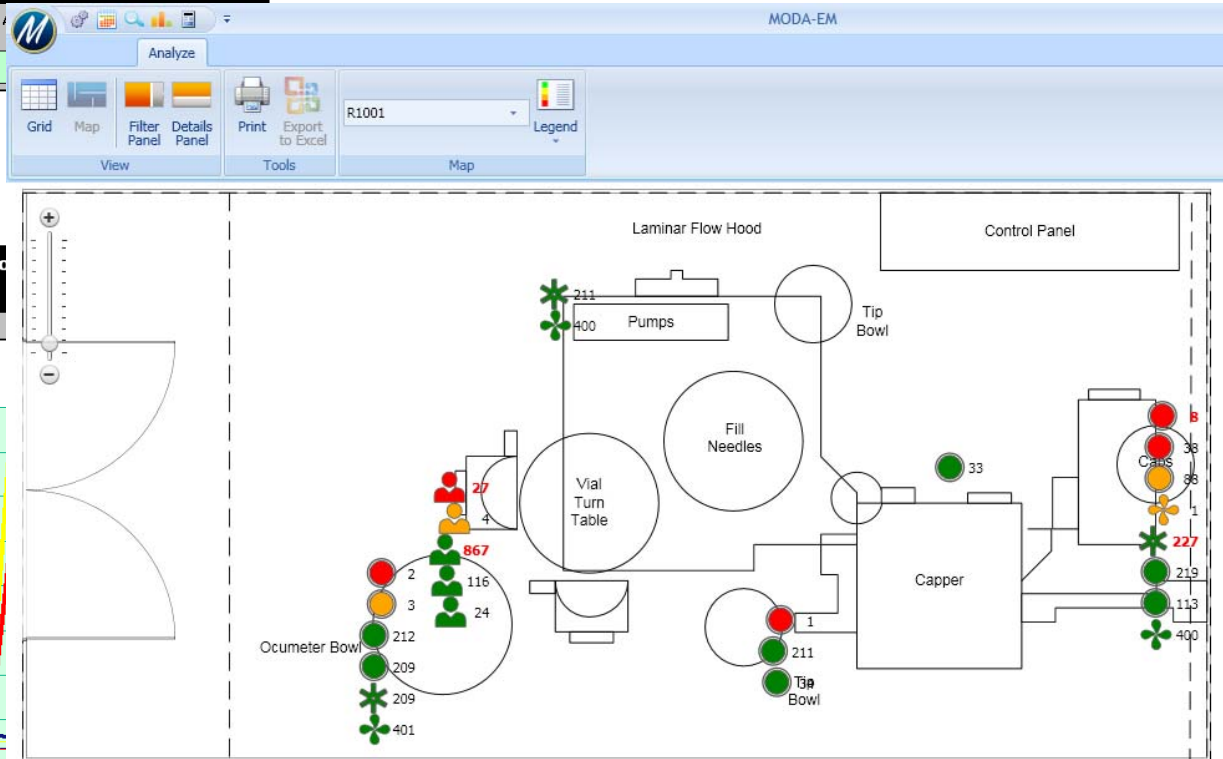 MODA-EM
Analyze
Grid
Map
Filter
Panel
Details
Panel
View
Print
Export
to Excel
Tools
R1001
Legend
Map
Laminar Flow Hood
Control Panel
211
400
Pumps
Tip
Bowl
Fill
Needles
Vial
Turn
Table
33
8
38
Caps
88
1
227
219
113
400
Capper
27
4
867
116
24
2
3
212
209
209
401
Ocumeter Bowl
1
211
Tip
Bowl